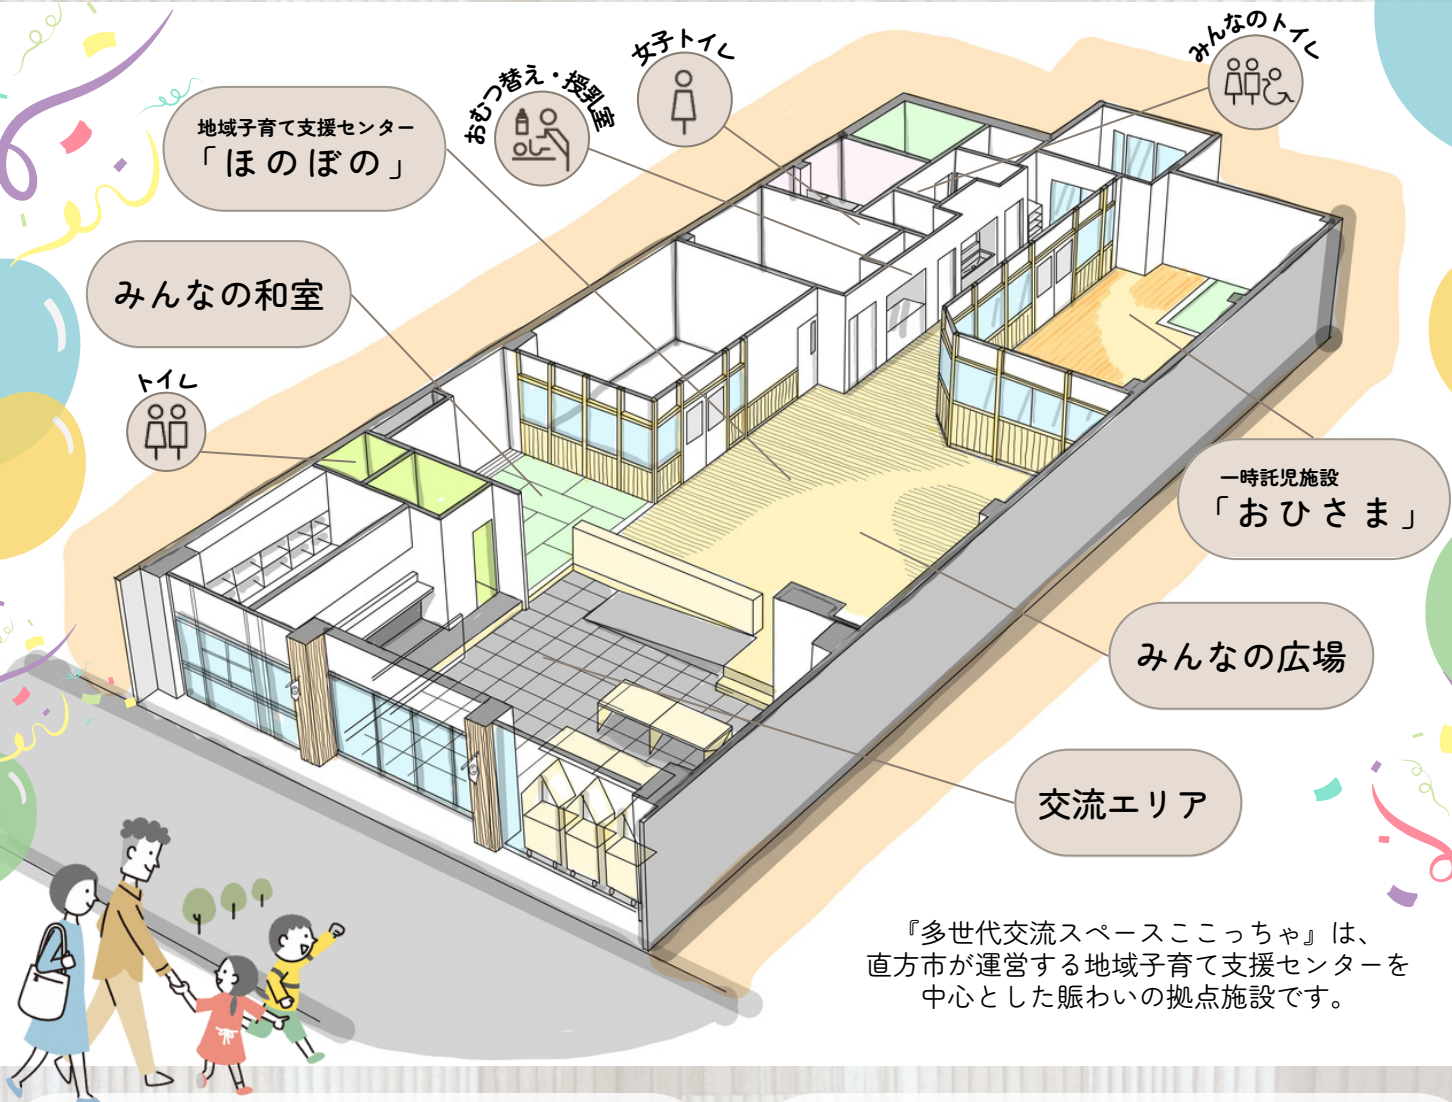 みんなのトイレ
女子トイレ
おむつ替え・授乳室
地域子育て支援センター
「ほのぼの」
みんなの和室
トイレ
一時託児施設
「おひさま」
みんなの広場
交流エリア
『多世代交流スペースここっちゃ』は、
直方市が運営する地域子育て支援センターを
中心とした賑わいの拠点施設です。